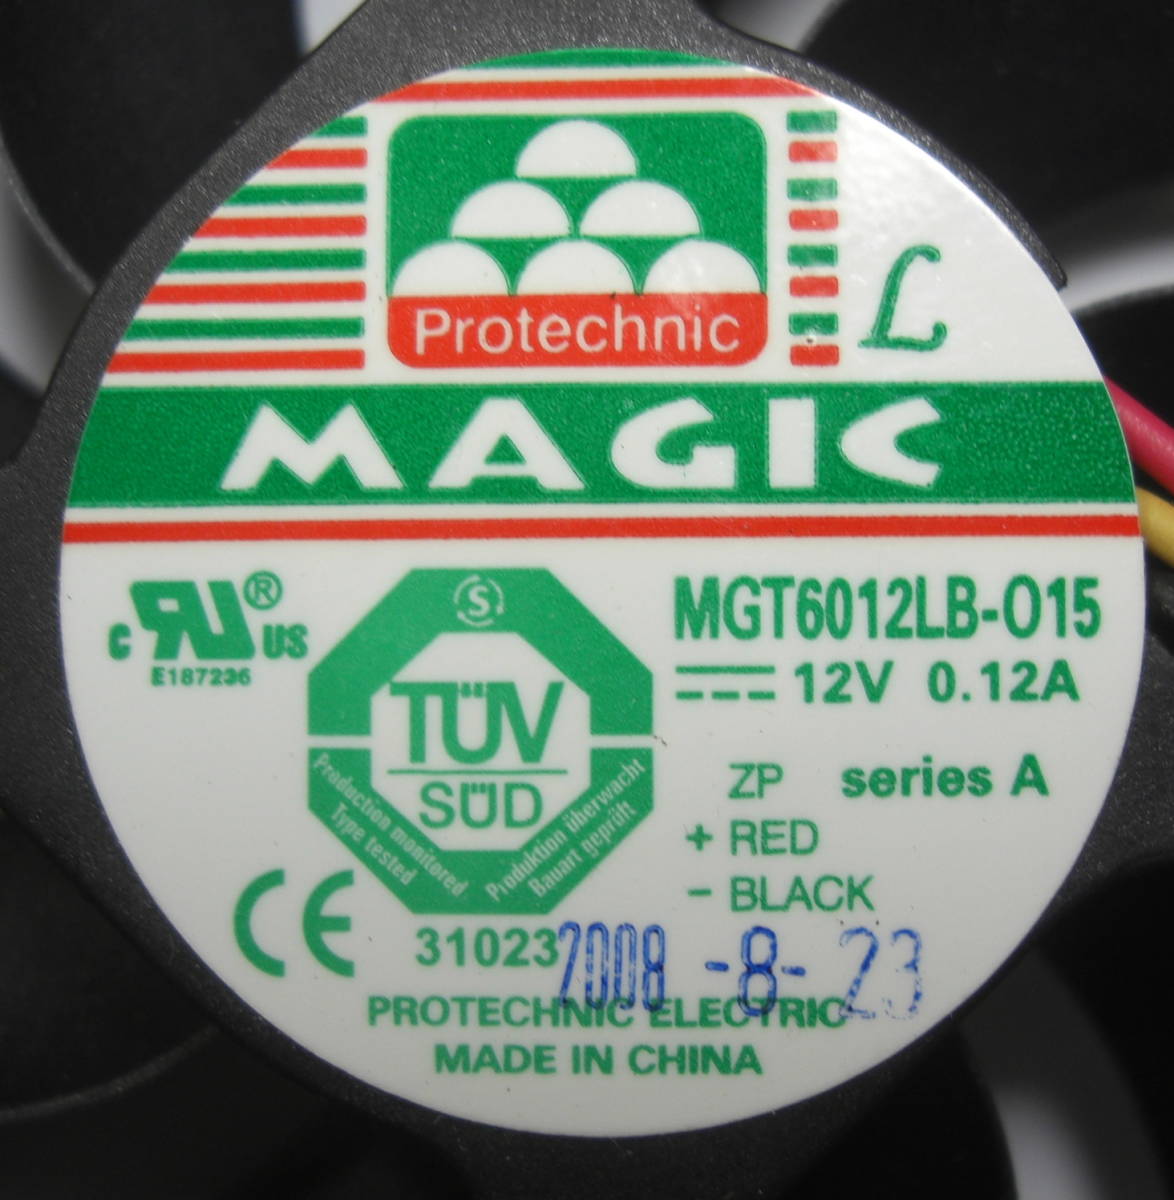 Protechnic
L
MAGIC
c RU® US
E187236
S
TÜV
SÜD
Production monitored
Type tested
Produktion überwacht
Bauart geprüft
MGT6012LB-O15
12V 0.12A
ZP series A
+ RED
- BLACK
CE
31023
2008 -8- 23
PROTECHNIC ELECTRIC
MADE IN CHINA